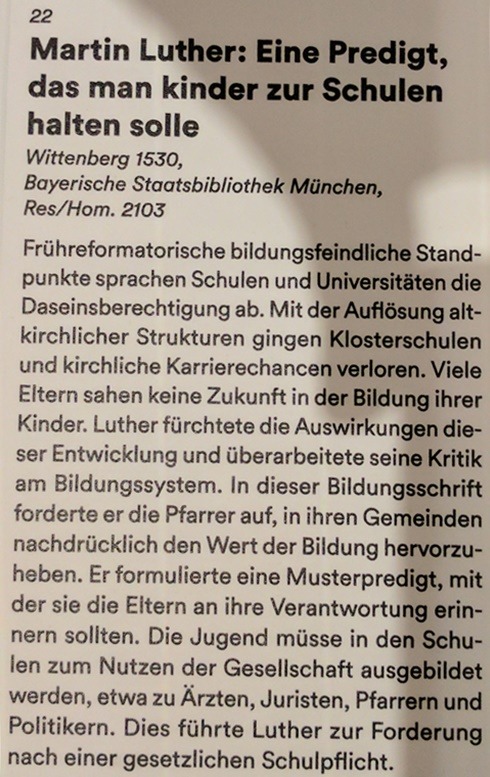 22
Martin Luther: Eine Predigt,
das man kinder zur Schulen
halten solle
Wittenberg 1530,
Bayerische Staatsbibliothek München,
Res/Hom. 2103
Frühreformatorische bildungsfeindliche Stand-
punkte sprachen Schulen und Universitäten die
Daseinsberechtigung ab. Mit der Auflösung alt-
kirchlicher Strukturen gingen Klosterschulen
und kirchliche Karrierechancen verloren. Viele
Eltern sahen keine Zukunft in der Bildung ihrer
Kinder. Luther fürchtete die Auswirkungen die-
ser Entwicklung und überarbeitete seine Kritik
am Bildungssystem. In dieser Bildungsschrift
forderte er die Pfarrer auf, in ihren Gemeinden
nachdrücklich den Wert der Bildung hervorzu-
heben. Er formulierte eine Musterpredigt, mit
der sie die Eltern an ihre Verantwortung erin-
nern sollten. Die Jugend müsse in den Schu-
len zum Nutzen der Gesellschaft ausgebildet
werden, etwa zu Ärzten, Juristen, Pfarrern und
Politikern. Dies führte Luther zur Forderung
nach einer gesetzlichen Schulpflicht.